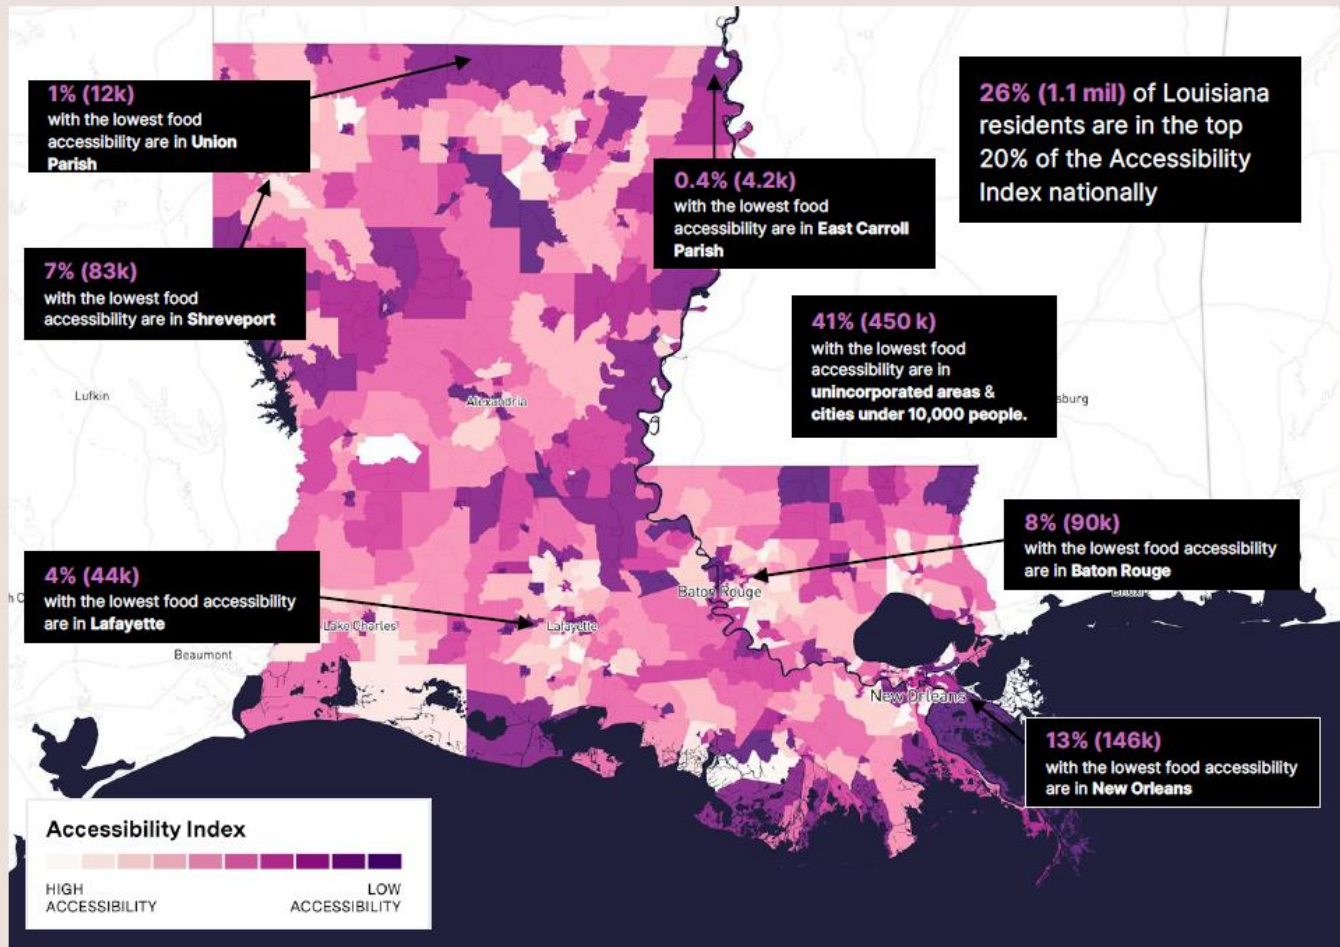 1% (12k)
with the lowest food
accessibility are in Union
Parish
26% (1.1 mil) of Louisiana
residents are in the top
20% of the Accessibility
Index nationally
0.4% (4.2k)
with the lowest food
accessibility are in East Carroll
Parish
7% (83k)
with the lowest food
accessibility are in Shreveport
41% (450 k)
with the lowest food
accessibility are in
unincorporated areas &
cities under 10,000 people.
Lufkin
Alexandria
sburg
8% (90k)
with the lowest food accessibility
are in Baton Rouge
4% (44k)
with the lowest food accessibility
are in Lafayette
Baton Rouge
h C
Lake Charles
Lafayette
Beaumont
New Orleans
13% (146k)
with the lowest food accessibility
are in New Orleans
Accessibility Index
HIGH
ACCESSIBILITY
LOW
ACCESSIBILITY